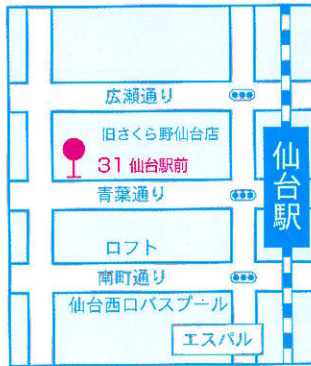 広瀬通り
旧さくら野仙台店
31 仙台駅前
青葉通り
仙台駅
ロフト
南町通り
仙台西口バスプール
エスパル